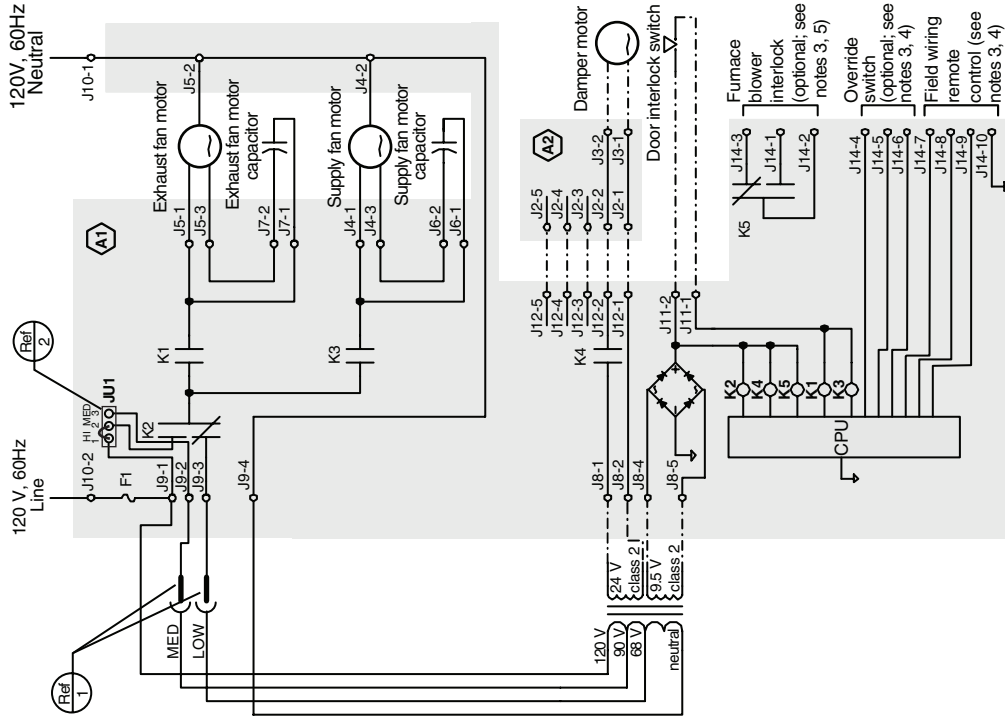 120V, 60Hz
Neutral
J10-1
J5-2
J4-2
Exhaust fan motor
Exhaust fan motor
capacitor
Supply fan motor
Supply fan motor
capacitor
J5-1
J5-3
J7-2
J7-1
J4-1
J4-3
J6-2
J6-1
A1
Ref
2
JU1
HI MED
1 2 3
K2
K1
K3
120 V, 60Hz
Line
J10-2
F1
J9-1
J9-2
J9-3
J9-4
MED
LOW
Ref
1
Damper motor
Door interlock switch
A2
J3-2
J3-1
J2-5
J2-4
J2-3
J2-2
J2-1
J12-5
J12-4
J12-3
J12-2
J12-1
K4
J11-2
J11-1
J8-1
J8-2
J8-4
J8-5
24 V
class 2
9.5 V
class 2
120 V
90 V
68 V
neutral
Furnace
blower
interlock
(optional; see
notes 3, 5)
Override
switch
(optional; see
notes 3, 4)
Field wiring
remote
control (see
notes 3, 4)
J14-3
J14-1
J14-2
K5
J14-4
J14-5
J14-6
J14-7
J14-8
J14-9
J14-10
K2
K4
K5
K1
K3
CPU